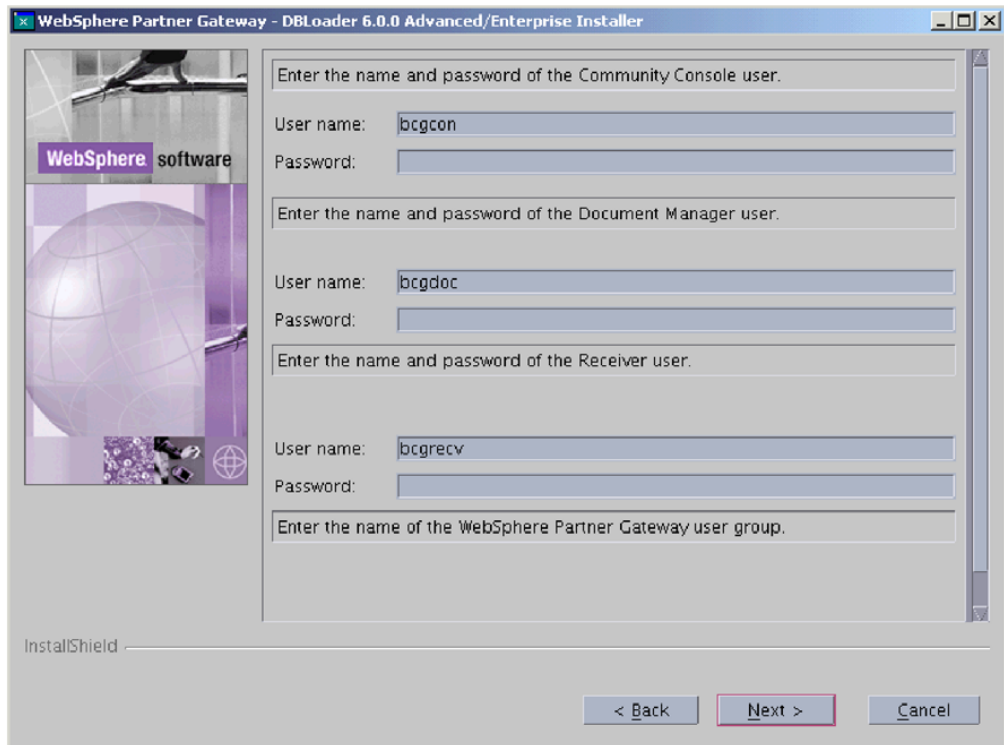 WebSphere Partner Gateway - DBLoader 6.0.0 Advanced/Enterprise Installer
WebSphere software
Enter the name and password of the Community Console user.
User name: bcgcon
Password:
Enter the name and password of the Document Manager user.
User name: bcgdoc
Password:
Enter the name and password of the Receiver user.
User name: bcgrecv
Password:
Enter the name of the WebSphere Partner Gateway user group.
InstallShield
< Back Next > Cancel